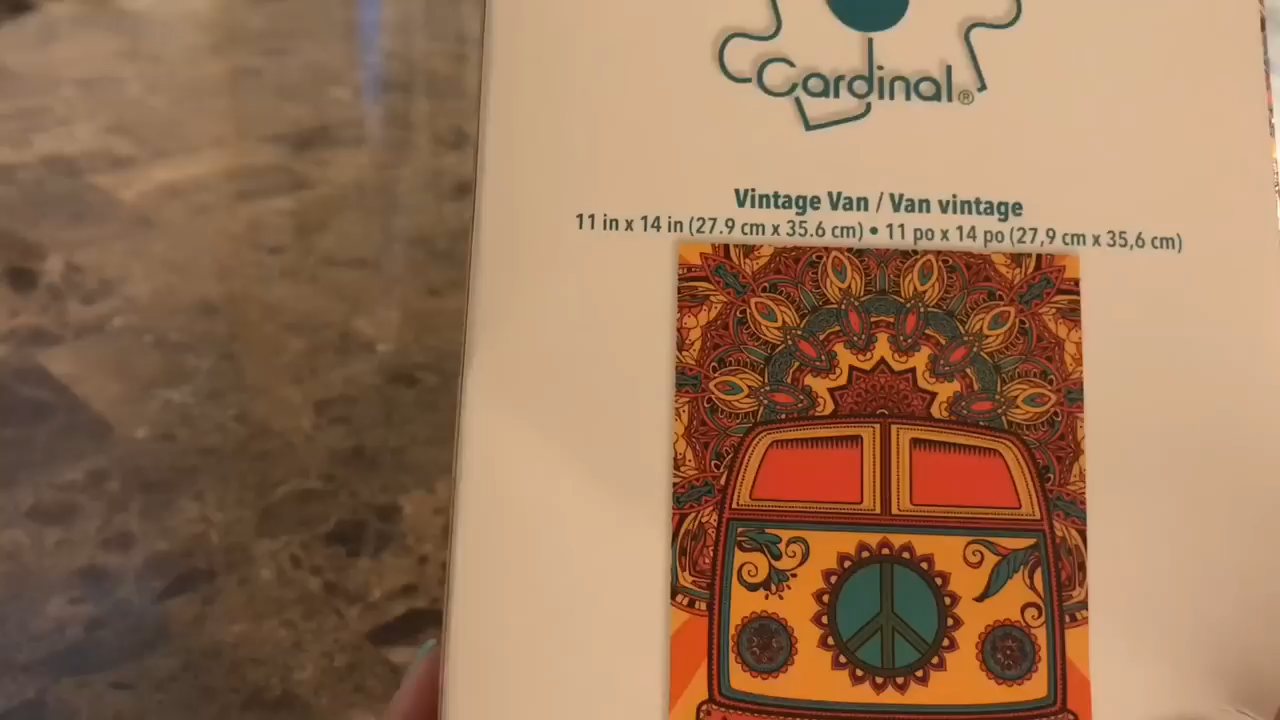 Cardinal®
Vintage Van / Van vintage
11 in x 14 in (27.9 cm x 35.6 cm) • 11 po x 14 po (27,9 cm x 35,6 cm)